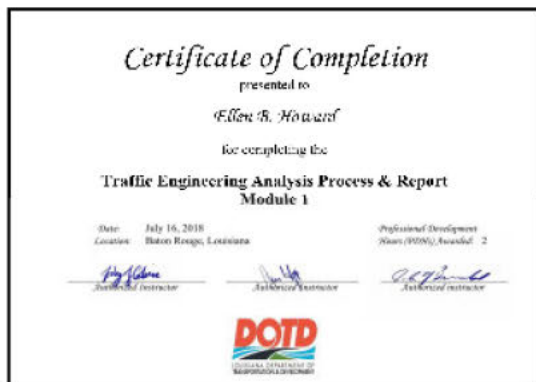 Certificate of Completion
presented to
Ellen B. Howard
for completing the
Traffic Engineering Analysis Process & Report
Module 1
Date: July 16, 2018
Location: Baton Rouge, Louisiana
Professional Development
Hours (PDHs) Awarded: 2
Authorized Instructor
Authorized Instructor
Authorized Instructor
DOTD
LOUISIANA DEPARTMENT OF
TRANSPORTATION & DEVELOPMENT